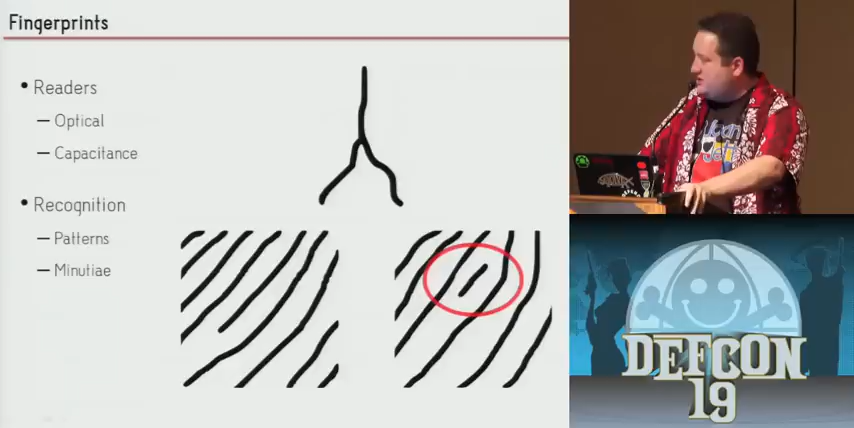 Fingerprints
• Readers
— Optical
— Capacitance
• Recognition
— Patterns
— Minutiae
DEFCON
19